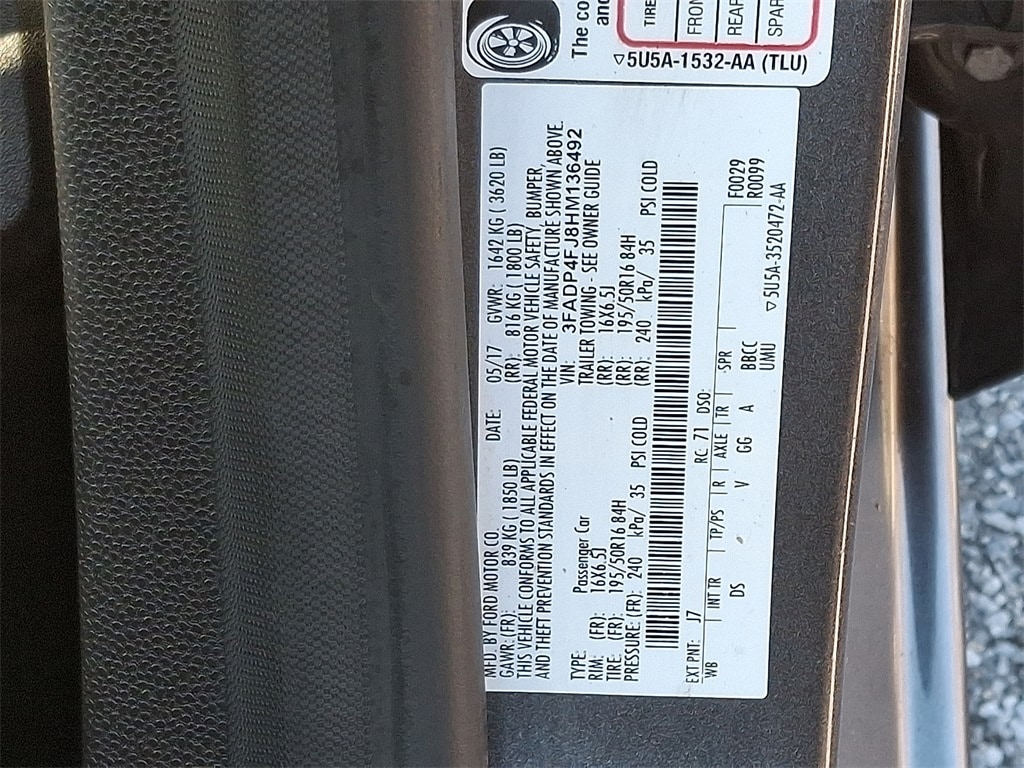 The co
and
TIRE
FRON
REAR
SPAR
▽5U5A-1532-AA (TLU)
MFD. BY FORD MOTOR CO. DATE: 05/17 GVWR: 1642 KG ( 3620 LB)
GAWR: (FR): 839 KG ( 1850 LB) (RR): 816 KG ( 1800 LB)
THIS VEHICLE CONFORMS TO ALL APPLICABLE FEDERAL MOTOR VEHICLE SAFETY, BUMPER,
AND THEFT PREVENTION STANDARDS IN EFFECT ON THE DATE OF MANUFACTURE SHOWN ABOVE.
VIN: 3FADP4FJ8HM136492
TYPE: Passenger Car TRAILER TOWING - SEE OWNER GUIDE
RIM: (FR): 16X6.5J (RR): 16X6.5J
TIRE: (FR): 195/50R16 84H (RR): 195/50R16 84H
PRESSURE (FR): 240 kPa/ 35 PSI COLD (RR): 240 kPa/ 35 PSI COLD
EXT PNT: J7 RC: 71 DSO: F0029
WB INT TR TP/PS R AXLE TR SPR R0099
DS V GG A BBCC
UMU ▽5U5A-3520472-AA